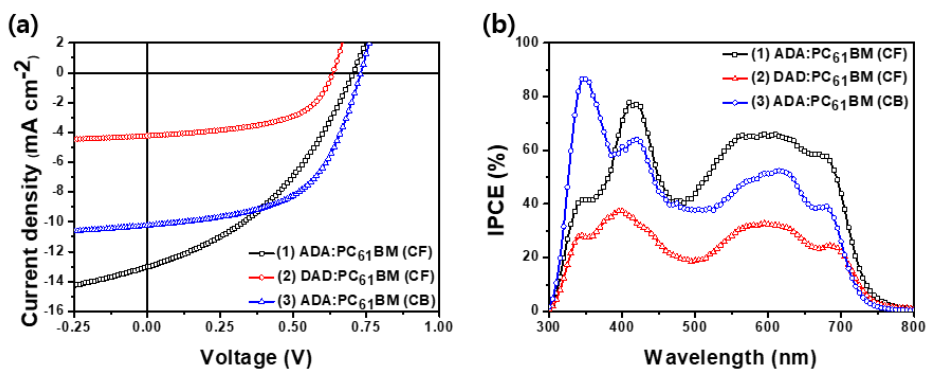 (a)
2
0
-2
-4
-6
-8
-10
-12
-14
-16
-0.25
0.00
0.25
0.50
0.75
1.00
Current density (mA cm-2)
Voltage (V)
(1) ADA:PC61BM (CF)
(2) DAD:PC61BM (CF)
(3) ADA:PC61BM (CB)
(b)
100
80
60
40
20
0
300
400
500
600
700
800
IPCE (%)
Wavelength (nm)
(1) ADA:PC61BM (CF)
(2) DAD:PC61BM (CF)
(3) ADA:PC61BM (CB)